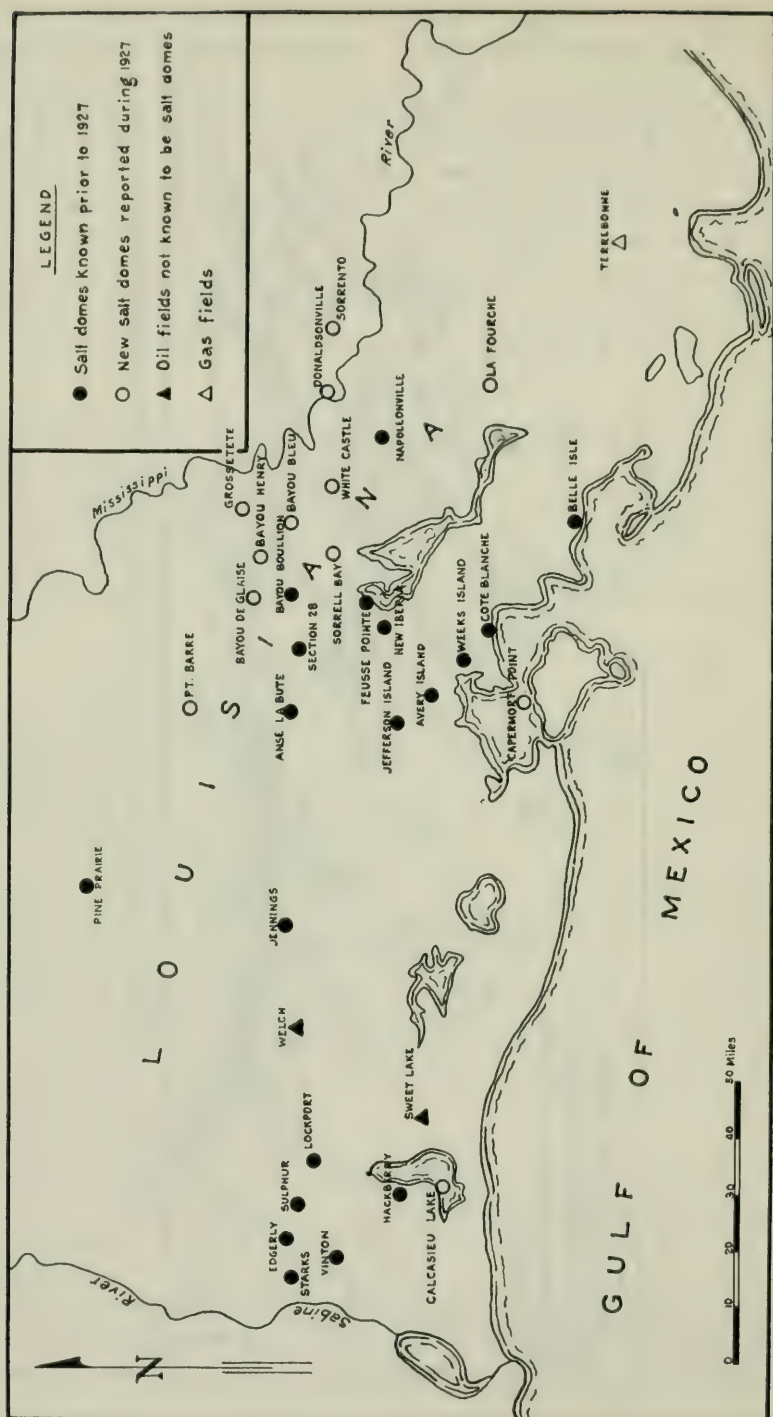 LEGEND
Salt domes known prior to 1927
New salt domes reported during 1927
Oil fields not known to be salt domes
Gas fields
N
River
Sabine
Mississippi
River
LOUISIANA
PINE PRAIRIE
PT. BARRE
GROSSETETE
BAYOU DE GLAISE
BAYOU HENRY
BAYOU BOULLION
BAYOU BLEU
SECTION 28
ANSE LA BUTE
JENNINGS
WELCH
LOCKPORT
SULPHUR
EDGERLY
STARKS
VINTON
DONALDSONVILLE
SORRENTO
WHITE CASTLE
SORRELL BAY
NAPOLEONVILLE
FEUSSE POINTE
NEW IBERIA
JEFFERSON ISLAND
AVERY ISLAND
HACKBERRY
SWEET LAKE
CALCASIEU LAKE
WEEKS ISLAND
COTE BLANCHE
LA FOURCHE
CAPERMORT POINT
BELLE ISLE
TERREBONNE
GULF OF MEXICO
0 10 20 30 40 50 Miles